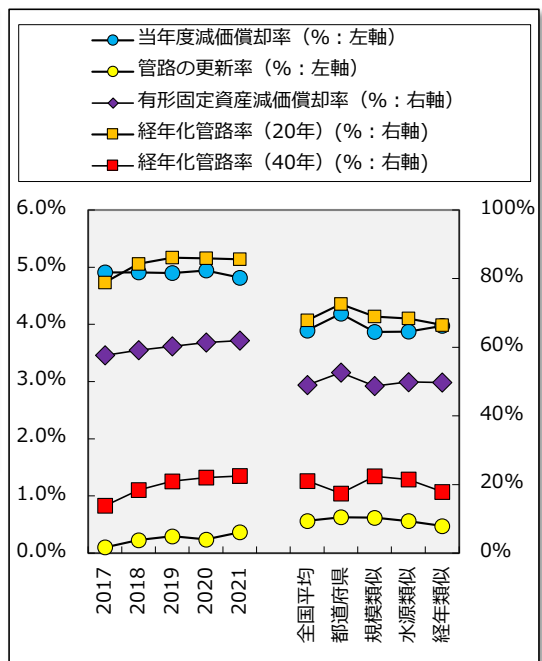 当年度減価償却率（%：左軸）
管路の更新率（%：左軸）
有形固定資産減価償却率（%：右軸）
経年化管路率（20年）(%：右軸)
経年化管路率（40年）(%：右軸)
6.0%
100%
5.0%
80%
4.0%
60%
3.0%
40%
2.0%
20%
1.0%
0.0%
0%
2017
2018
2019
2020
2021
全国平均
都道府県
規模類似
水源類似
経年類似